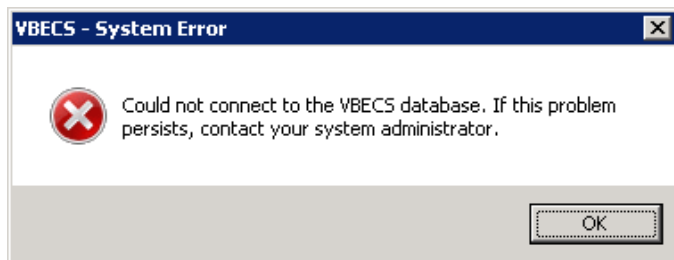 VBECS - System Error
Could not connect to the VBECS database. If this problem
persists, contact your system administrator.
OK